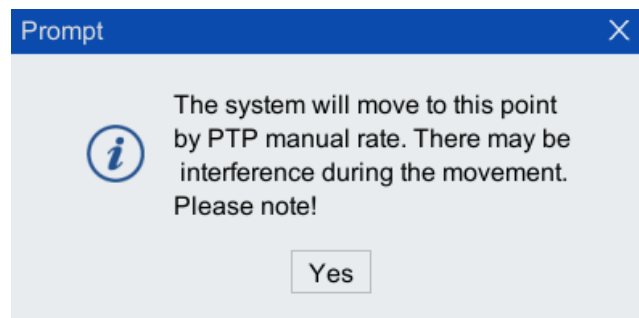 Prompt
The system will move to this point
by PTP manual rate. There may be
interference during the movement.
Please note!
Yes